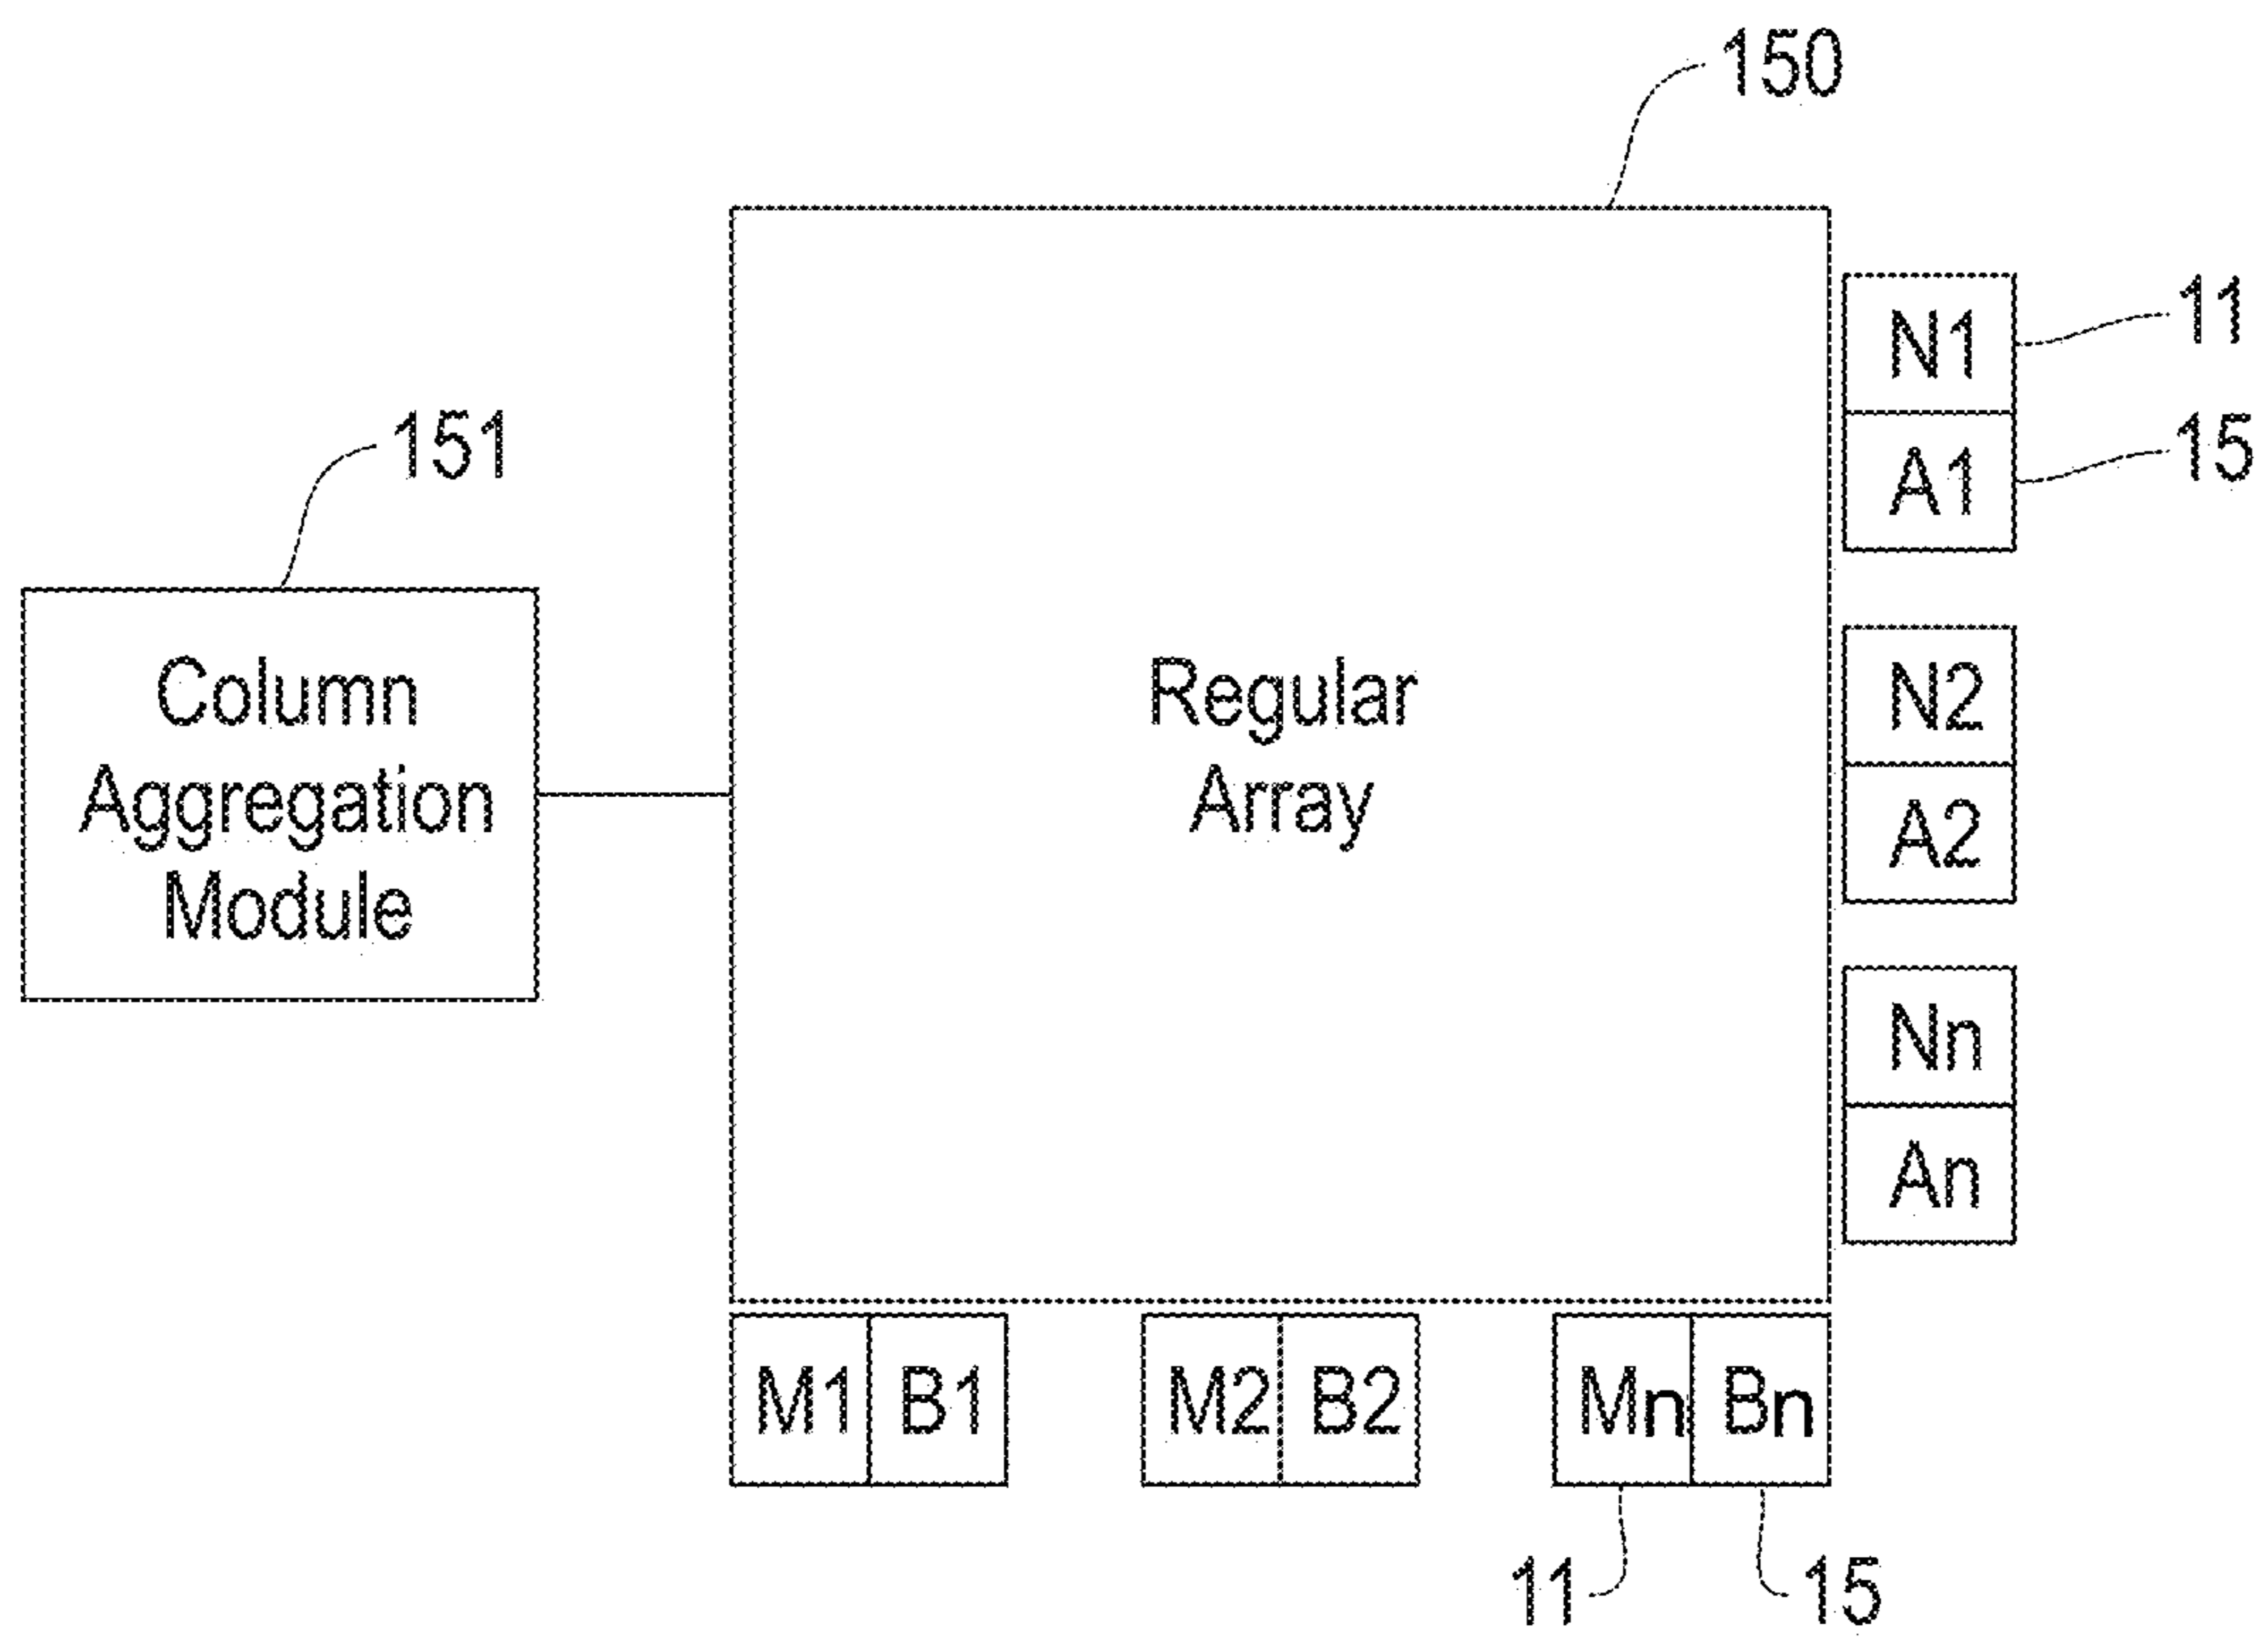 150
N1
11
151
A1
15
Column
Aggregation
Module
Regular
Array
N2
A2
Nn
An
M1 B1 M2 B2 Mn Bn
11 15